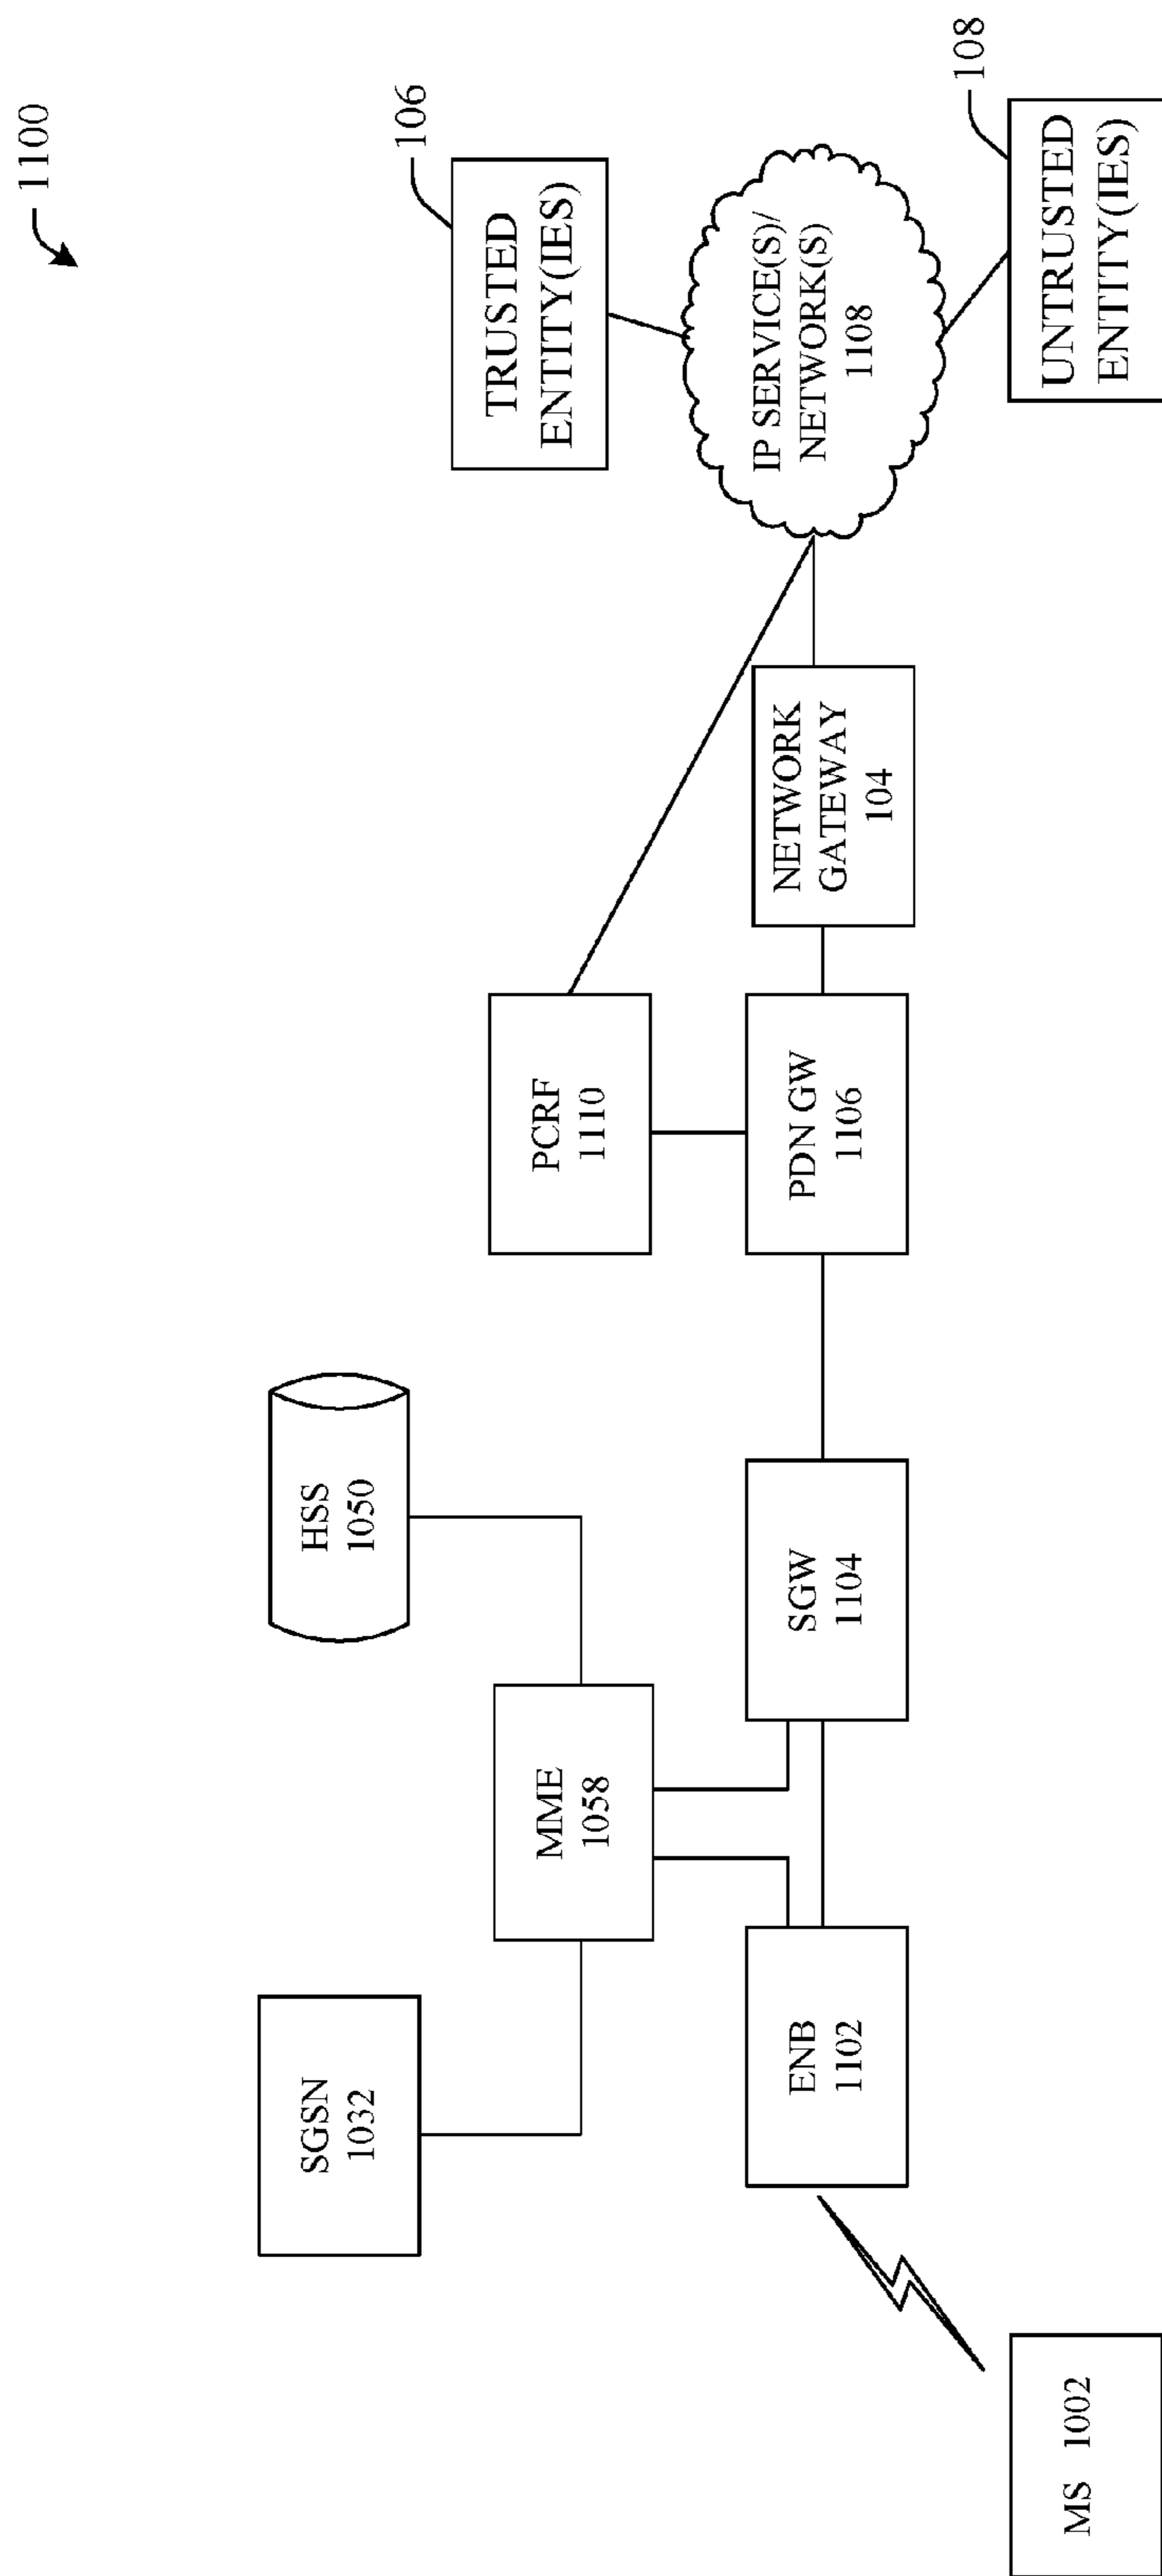 1100
106
TRUSTED
ENTITY(IES)
108
UNTRUSTED
ENTITY(IES)
IP SERVICE(S)/
NETWORK(S)
1108
NETWORK
GATEWAY
104
PCRF
1110
PDN GW
1106
HSS
1050
SGW
1104
MME
1058
SGSN
1032
ENB
1102
MS 1002